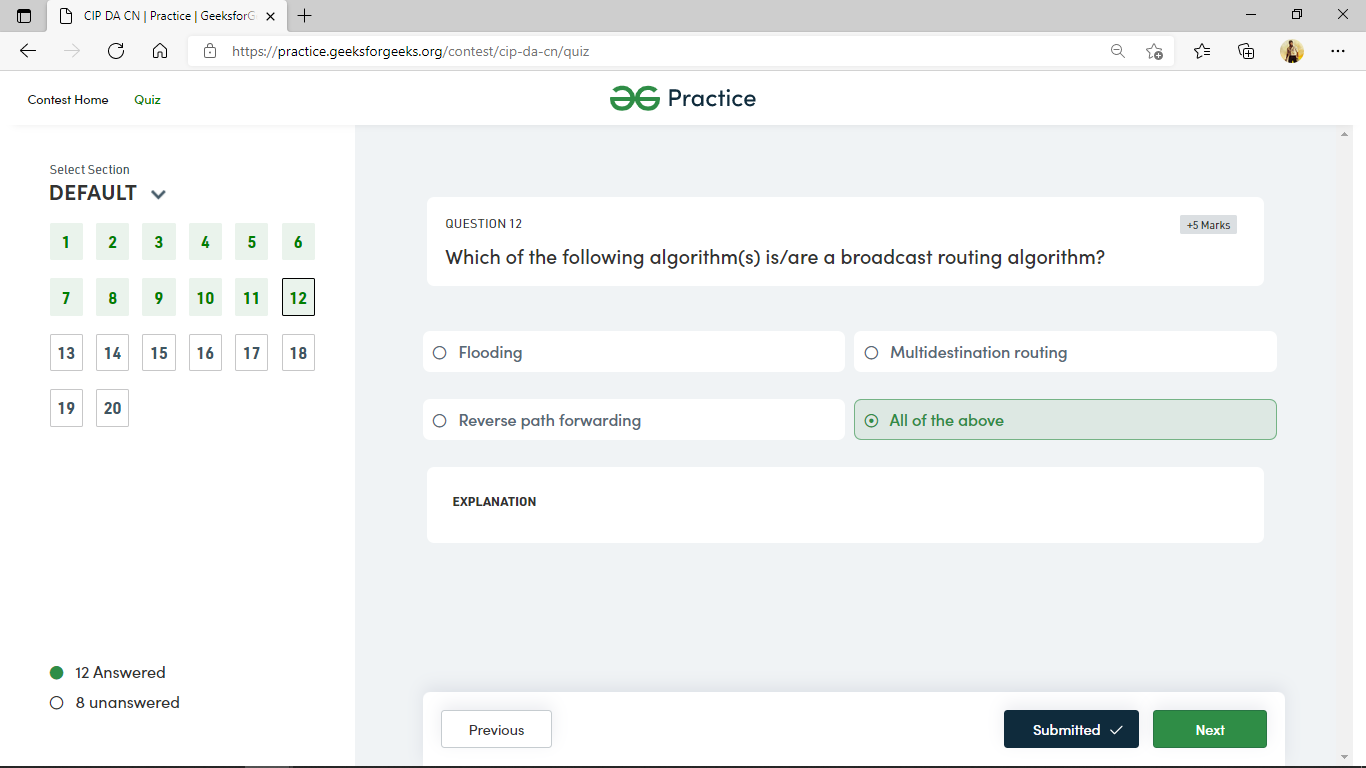 CIP DA CN | Practice | GeeksforG
https://practice.geeksforgeeks.org/contest/cip-da-cn/quiz
Contest Home Quiz
Practice
Select Section
DEFAULT
1 2 3 4 5 6
7 8 9 10 11 12
13 14 15 16 17 18
19 20
12 Answered
8 unanswered
QUESTION 12
+5 Marks
Which of the following algorithm(s) is/are a broadcast routing algorithm?
Flooding
Multidestination routing
Reverse path forwarding
All of the above
EXPLANATION
Previous
Submitted
Next